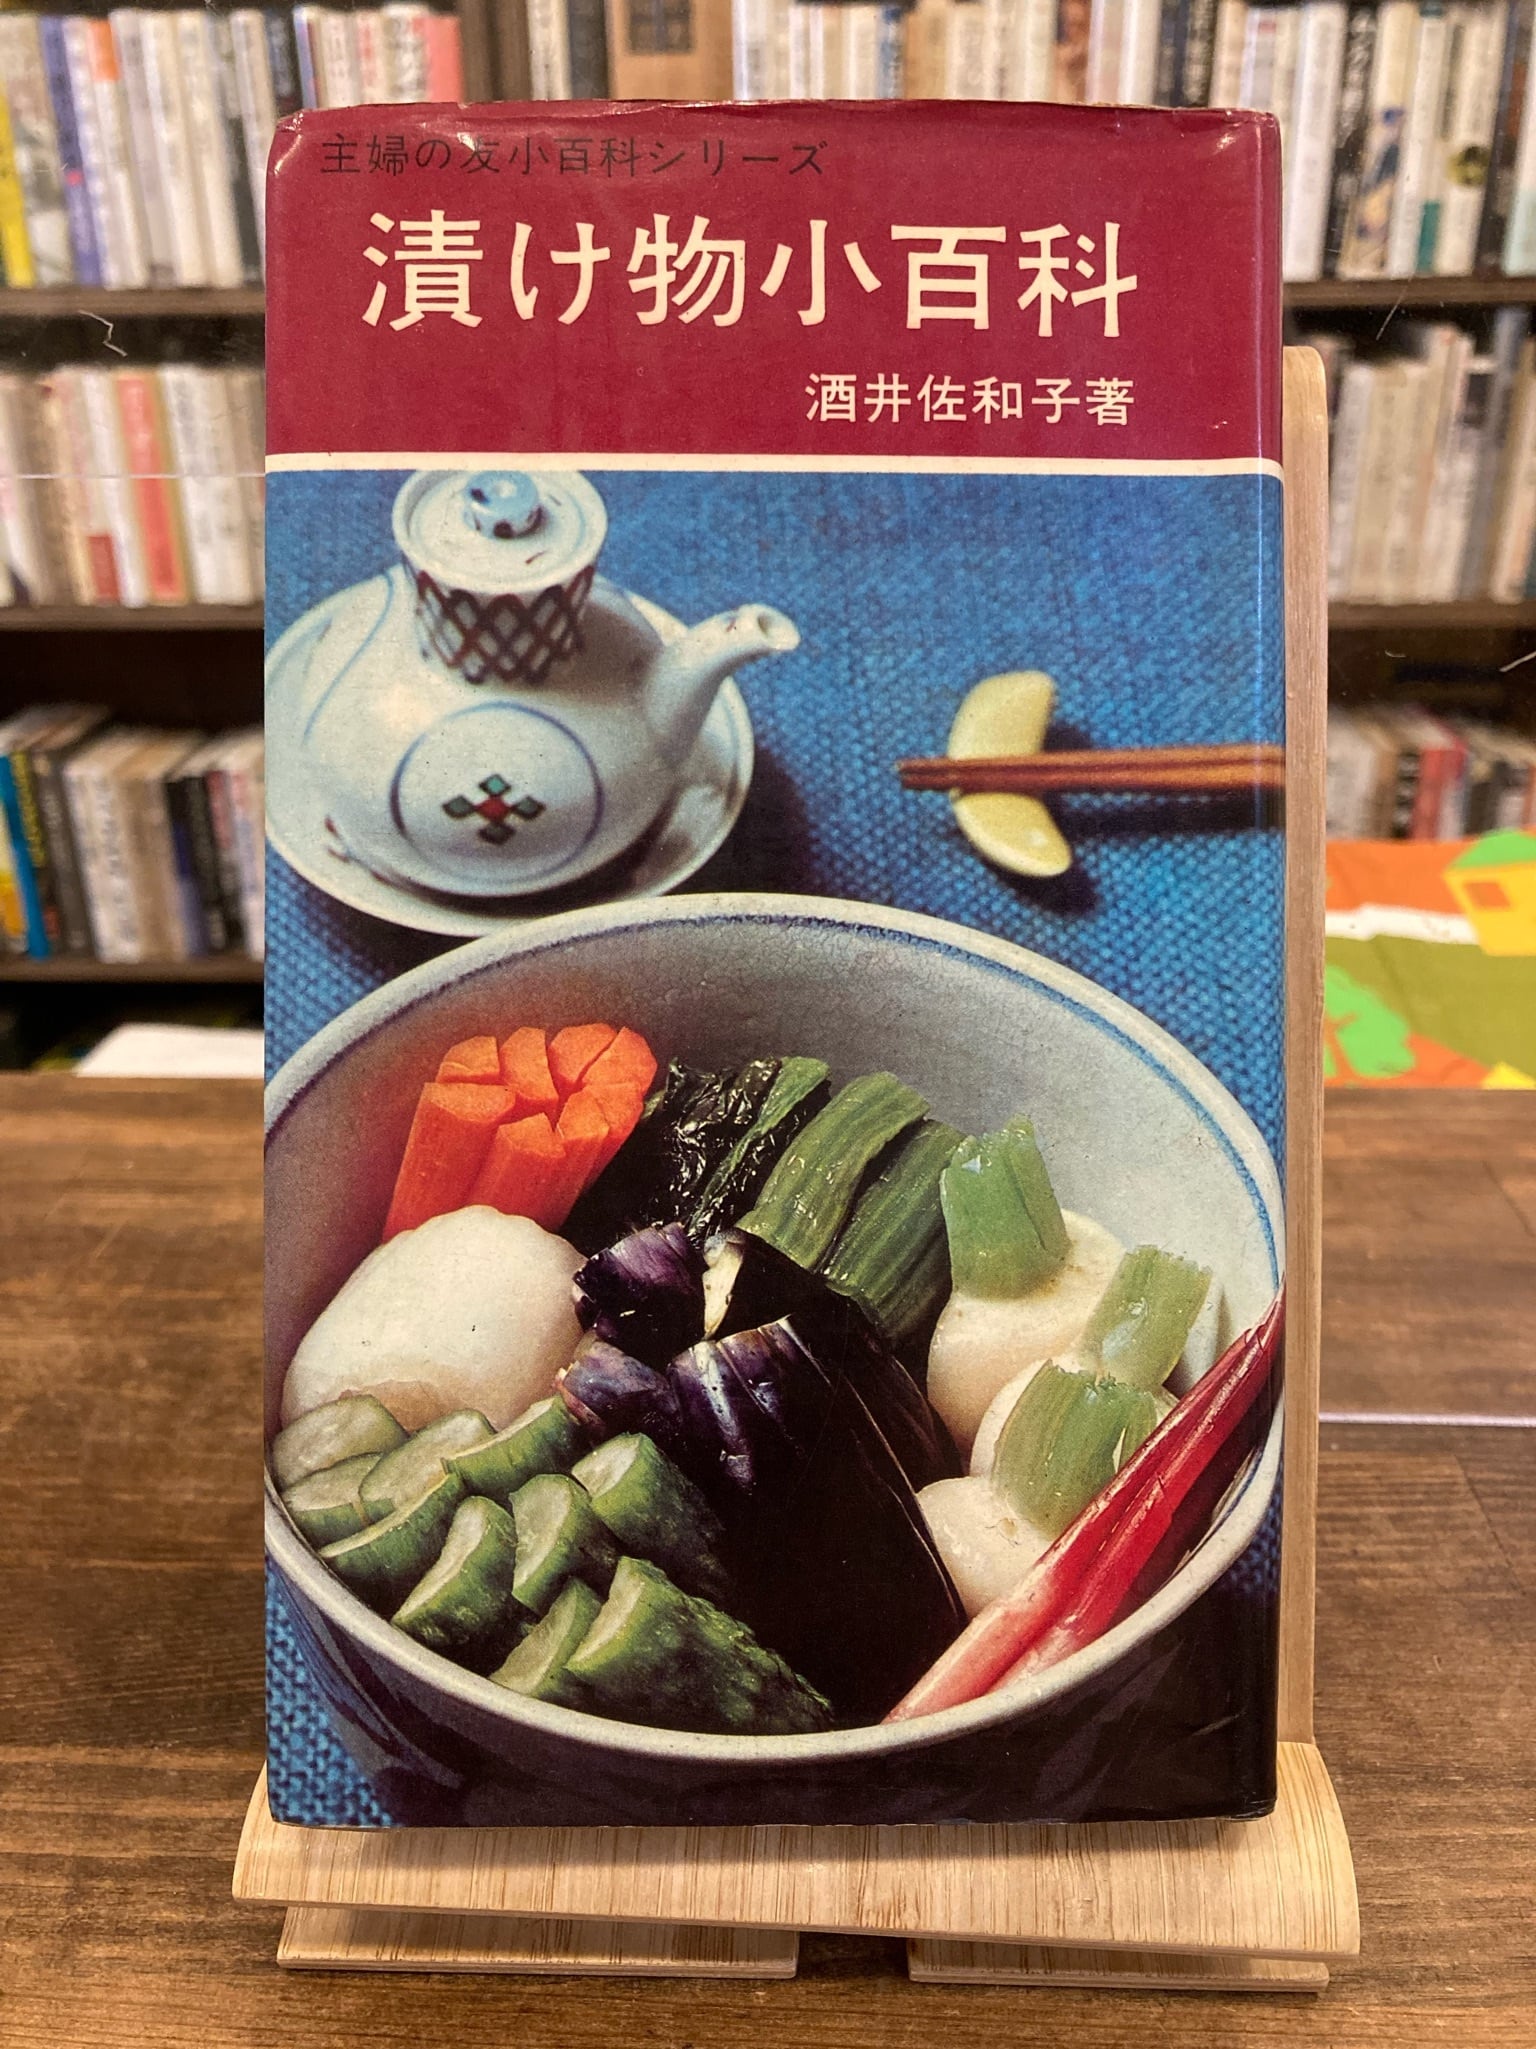 主婦の友小百科シリーズ
漬け物小百科
酒井佐和子著